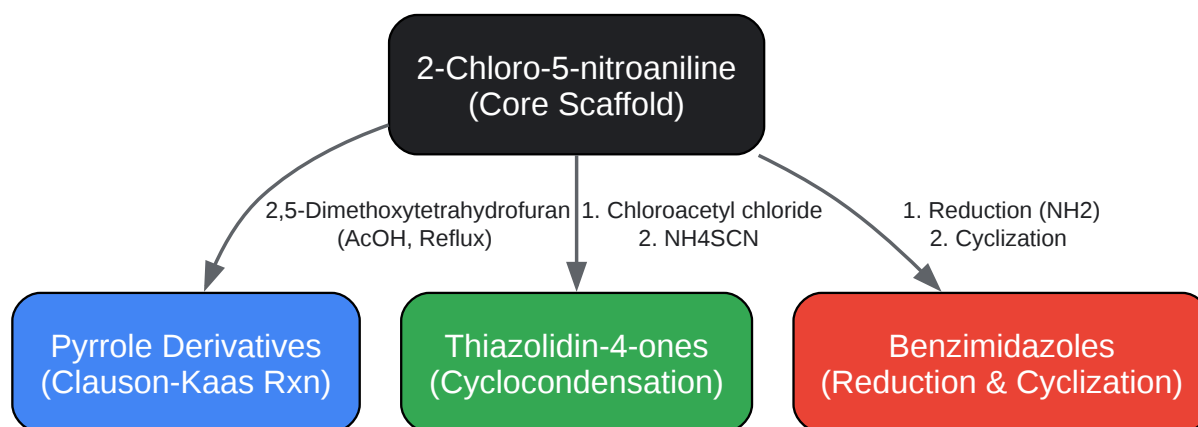 2-Chloro-5-nitroaniline
(Core Scaffold)
2,5-Dimethoxytetrahydrofuran
(AcOH, Reflux)
1. Chloroacetyl chloride
2. NH4SCN
1. Reduction (NH2)
2. Cyclization
Pyrrole Derivatives
(Clauson-Kaas Rxn)
Thiazolidin-4-ones
(Cyclocondensation)
Benzimidazoles
(Reduction & Cyclization)